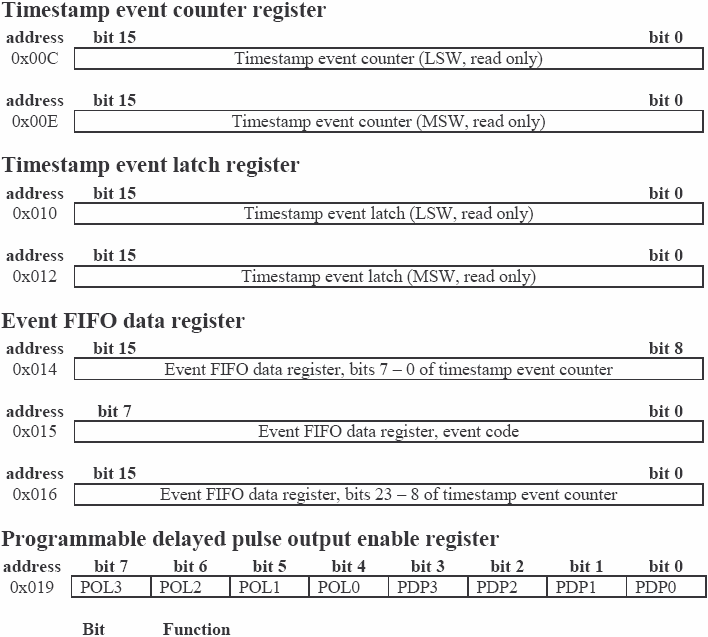 Timestamp event counter register
address bit 15 bit 0
0x00C Timestamp event counter (LSW, read only)
address bit 15 bit 0
0x00E Timestamp event counter (MSW, read only)
Timestamp event latch register
address bit 15 bit 0
0x010 Timestamp event latch (LSW, read only)
address bit 15 bit 0
0x012 Timestamp event latch (MSW, read only)
Event FIFO data register
address bit 15 bit 8
0x014 Event FIFO data register, bits 7 – 0 of timestamp event counter
address bit 7 bit 0
0x015 Event FIFO data register, event code
address bit 15 bit 0
0x016 Event FIFO data register, bits 23 – 8 of timestamp event counter
Programmable delayed pulse output enable register
address bit 7 bit 6 bit 5 bit 4 bit 3 bit 2 bit 1 bit 0
0x019 POL3 POL2 POL1 POL0 PDP3 PDP2 PDP1 PDP0
Bit Function